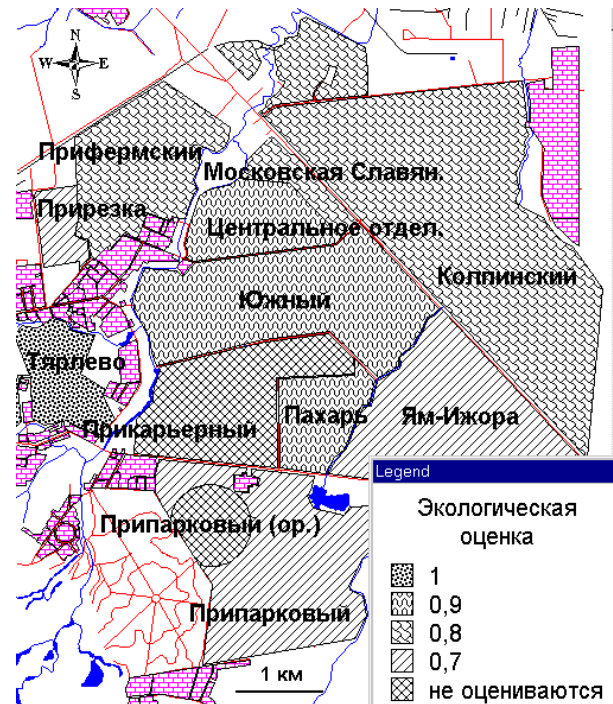 N
W E
S
Прифермский
Московская Славян.
Прирезка
Центральное отдел.
Колпинский
Южный
Тярлево
Прикарьерный
Пахарь
Ям-Ижора
Припарковый (ор.)
Припарковый
1 км
Legend
Экологическая
оценка
1
0,9
0,8
0,7
не оцениваются